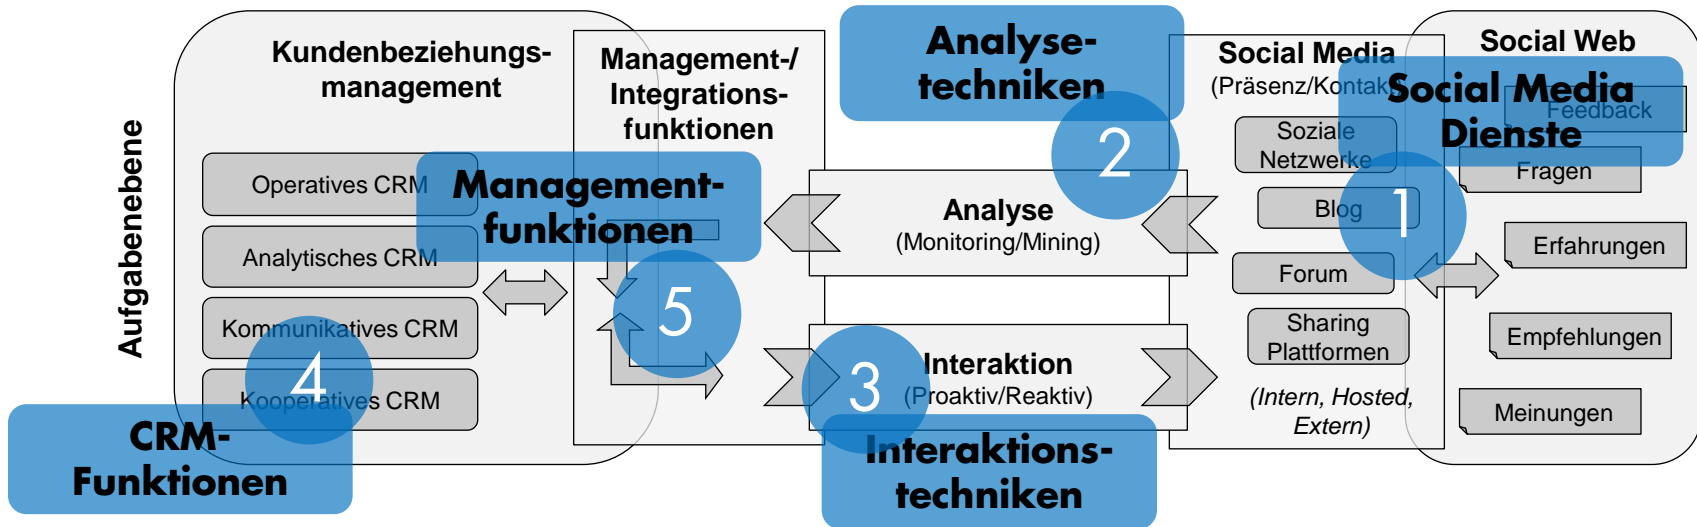 Aufgabenebene
Kundenbeziehungs-
management
Operatives CRM
Analytisches CRM
Kommunikatives CRM
Kooperatives CRM
4
CRM-
Funktionen
Management-/
Integrations-
funktionen
Management-
funktionen
5
Analyse-
techniken
2
Analyse
(Monitoring/Mining)
Interaktion
(Proaktiv/Reaktiv)
3
Interaktions-
techniken
Social Media
(Präsenz/Kontakt)
Soziale
Netzwerke
Blog
Forum
Sharing
Plattformen
(Intern, Hosted,
Extern)
1
Social Media
Dienste
Social Web
Feedback
Fragen
Erfahrungen
Empfehlungen
Meinungen